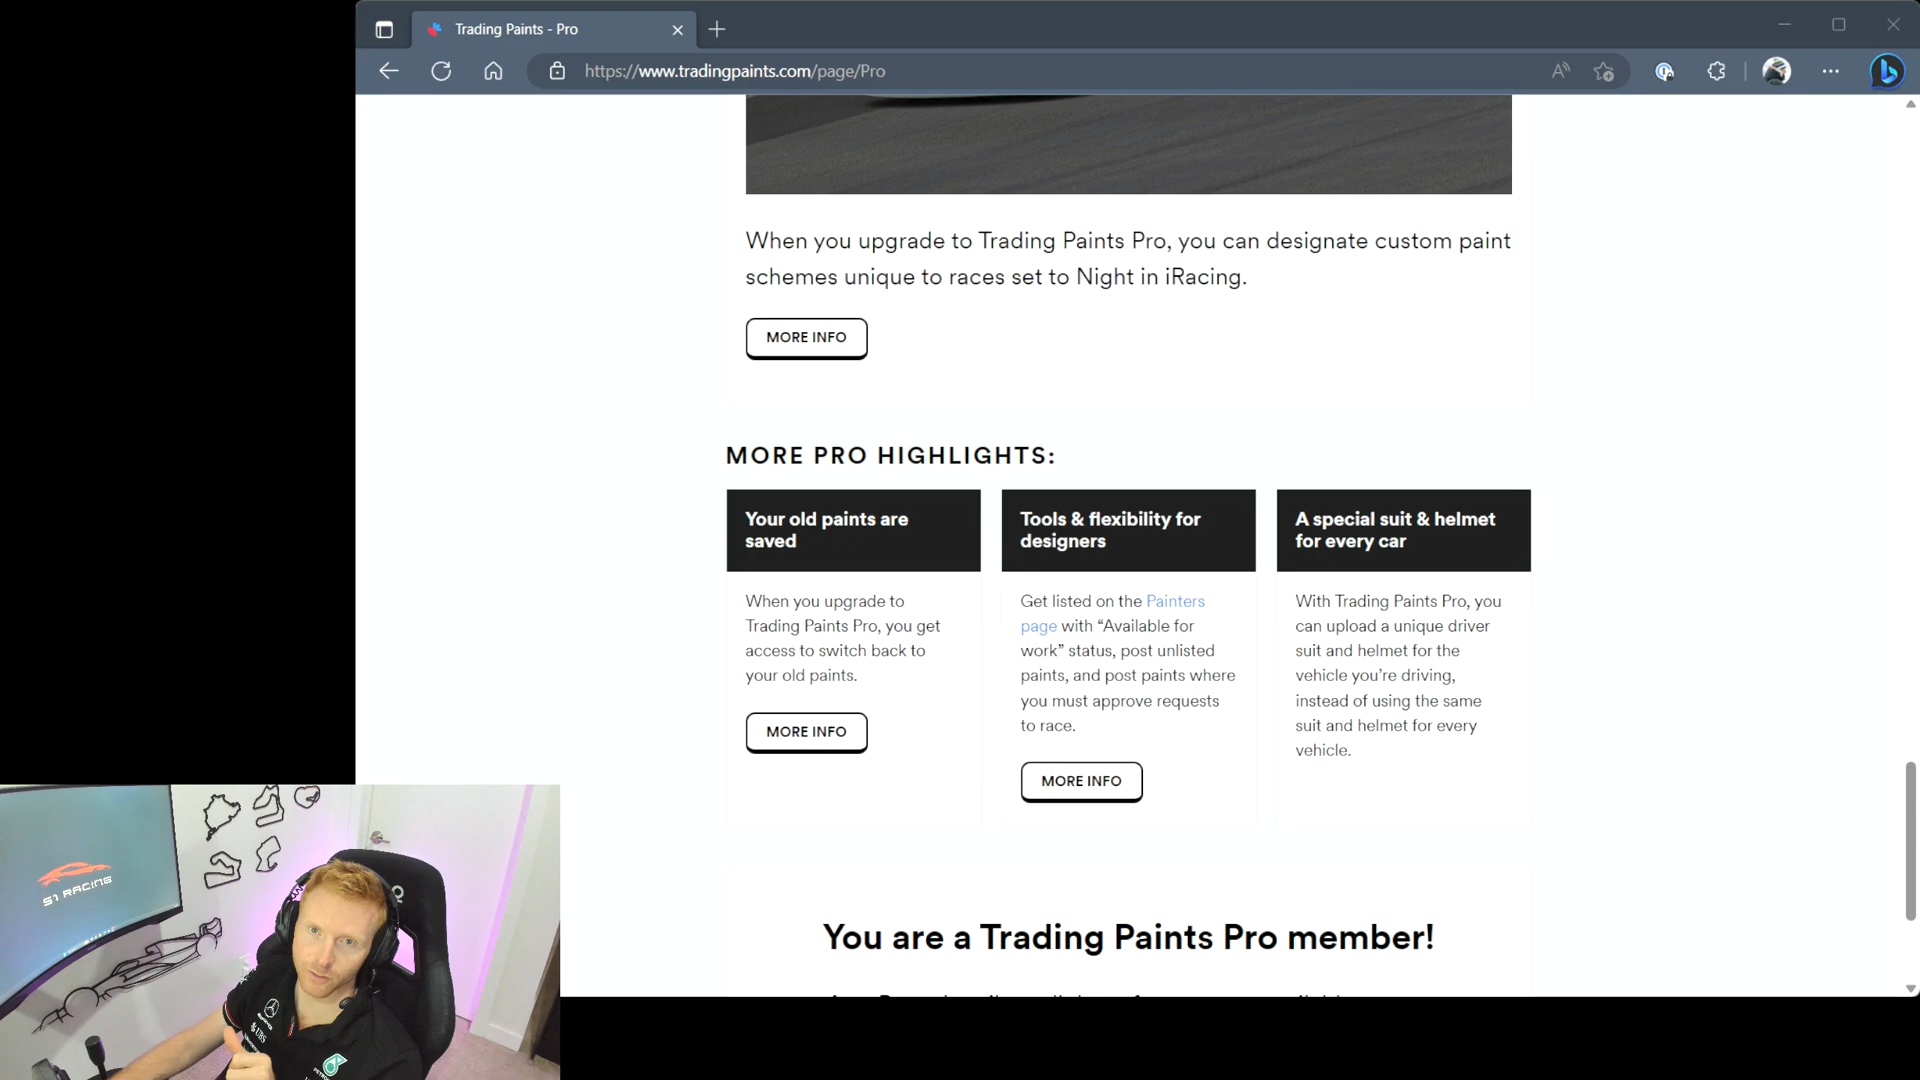 Trading Paints - Pro
https://www.tradingpaints.com/page/Pro
When you upgrade to Trading Paints Pro, you can designate custom paint
schemes unique to races set to Night in iRacing.
MORE INFO
MORE PRO HIGHLIGHTS:
Your old paints are
saved
When you upgrade to
Trading Paints Pro, you get
access to switch back to
your old paints.
MORE INFO
Tools & flexibility for
designers
Get listed on the Painters
page with “Available for
work” status, post unlisted
paints, and post paints where
you must approve requests
to race.
MORE INFO
A special suit & helmet
for every car
With Trading Paints Pro, you
can upload a unique driver
suit and helmet for the
vehicle you’re driving,
instead of using the same
suit and helmet for every
vehicle.
You are a Trading Paints Pro member!
S1 RACING
UBS